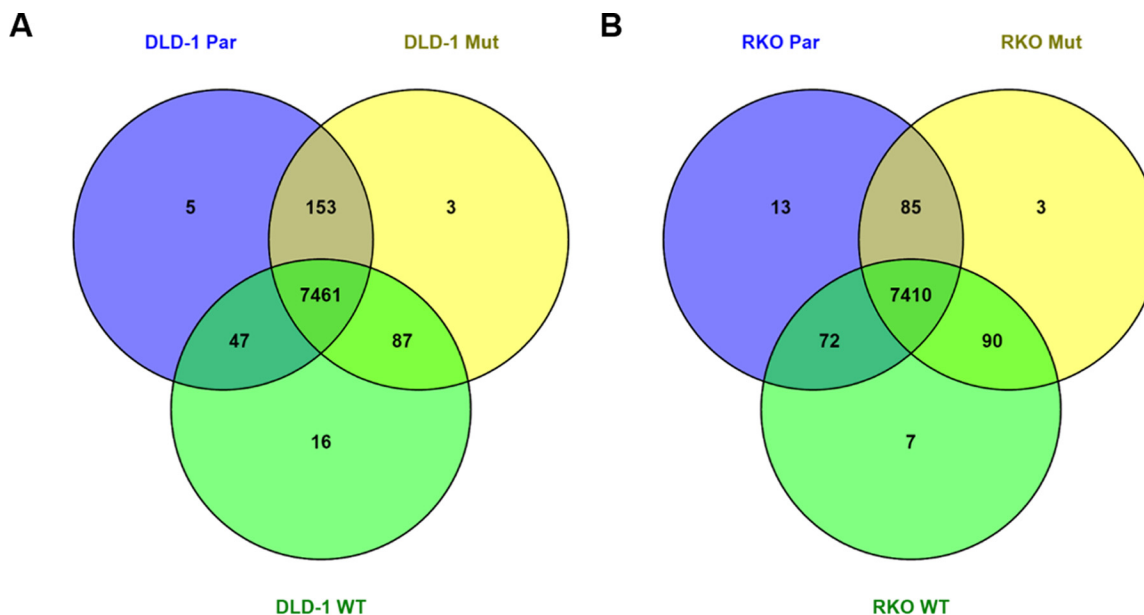 A
DLD-1 Par
DLD-1 Mut
5
153
3
7461
47
87
16
DLD-1 WT
B
RKO Par
RKO Mut
13
85
3
7410
72
90
7
RKO WT